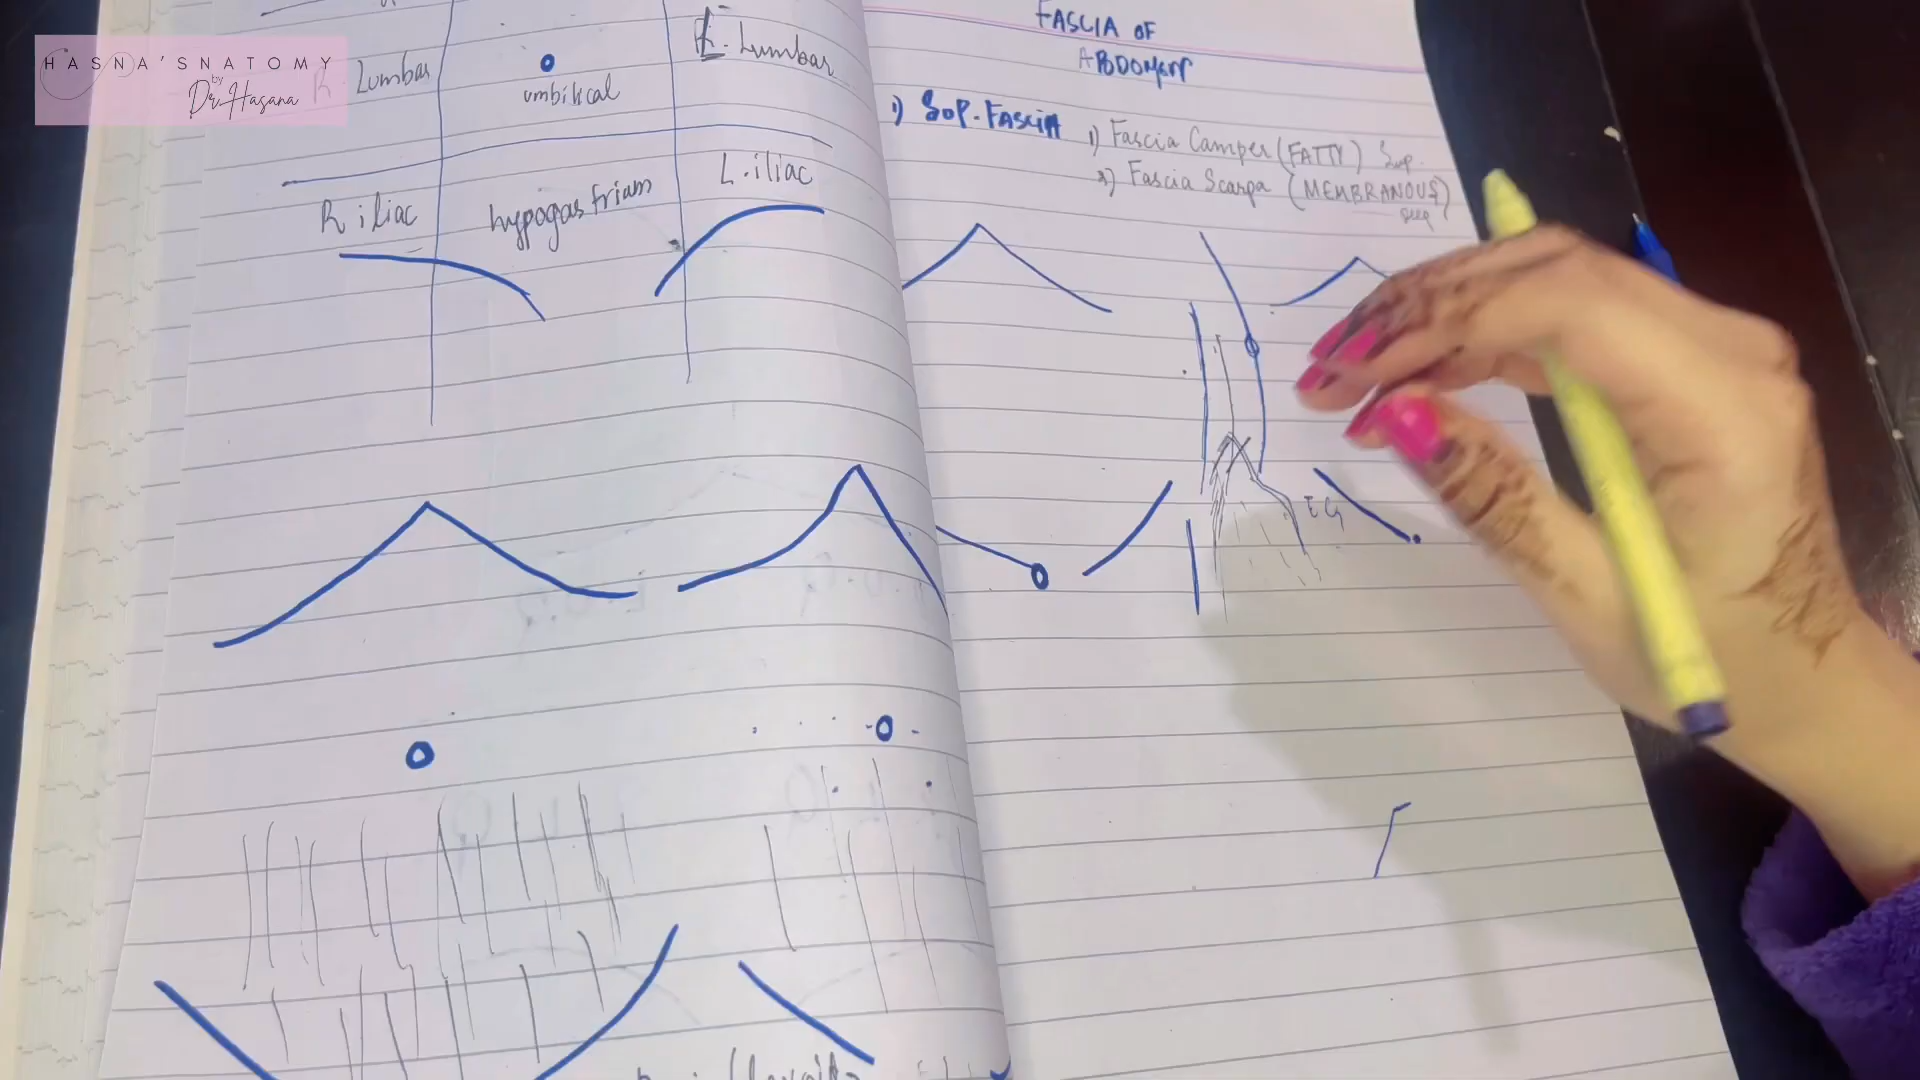 HASNA'SNATOMY
by
Dr.Hasana
R Lumbar
umbilical
L. Lumbar
R iliac
hypogastrium
L.iliac
FASCIA OF
ABDOMEN
1) SUP. FASCIA
1) Fascia Camper (FATTY) Sup.
2) Fascia Scarpa (MEMBRANOUS)
deep